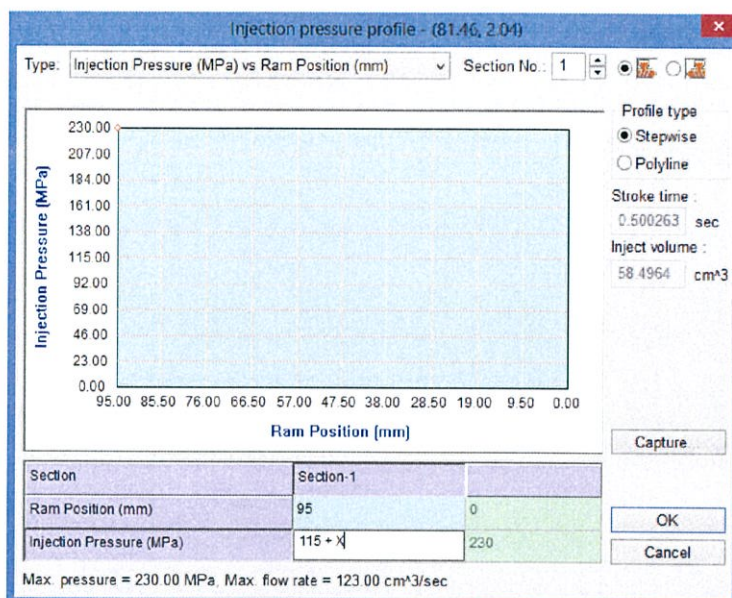 Injection pressure profile - (81.46, 2.04)
Type: Injection Pressure (MPa) vs Ram Position (mm) Section No.: 1
Profile type
Stepwise
Polyline
Stroke time :
0.500263 sec
Inject volume :
58.4964 cm^3
Injection Pressure (MPa)
230.00
207.00
184.00
161.00
138.00
115.00
92.00
69.00
46.00
23.00
0.00
95.00 85.50 76.00 66.50 57.00 47.50 38.00 28.50 19.00 9.50 0.00
Ram Position (mm)
Capture...
Section Section-1
Ram Position (mm) 95 0
Injection Pressure (MPa) 115 + X 230
OK
Cancel
Max. pressure = 230.00 MPa, Max. flow rate = 123.00 cm^3/sec